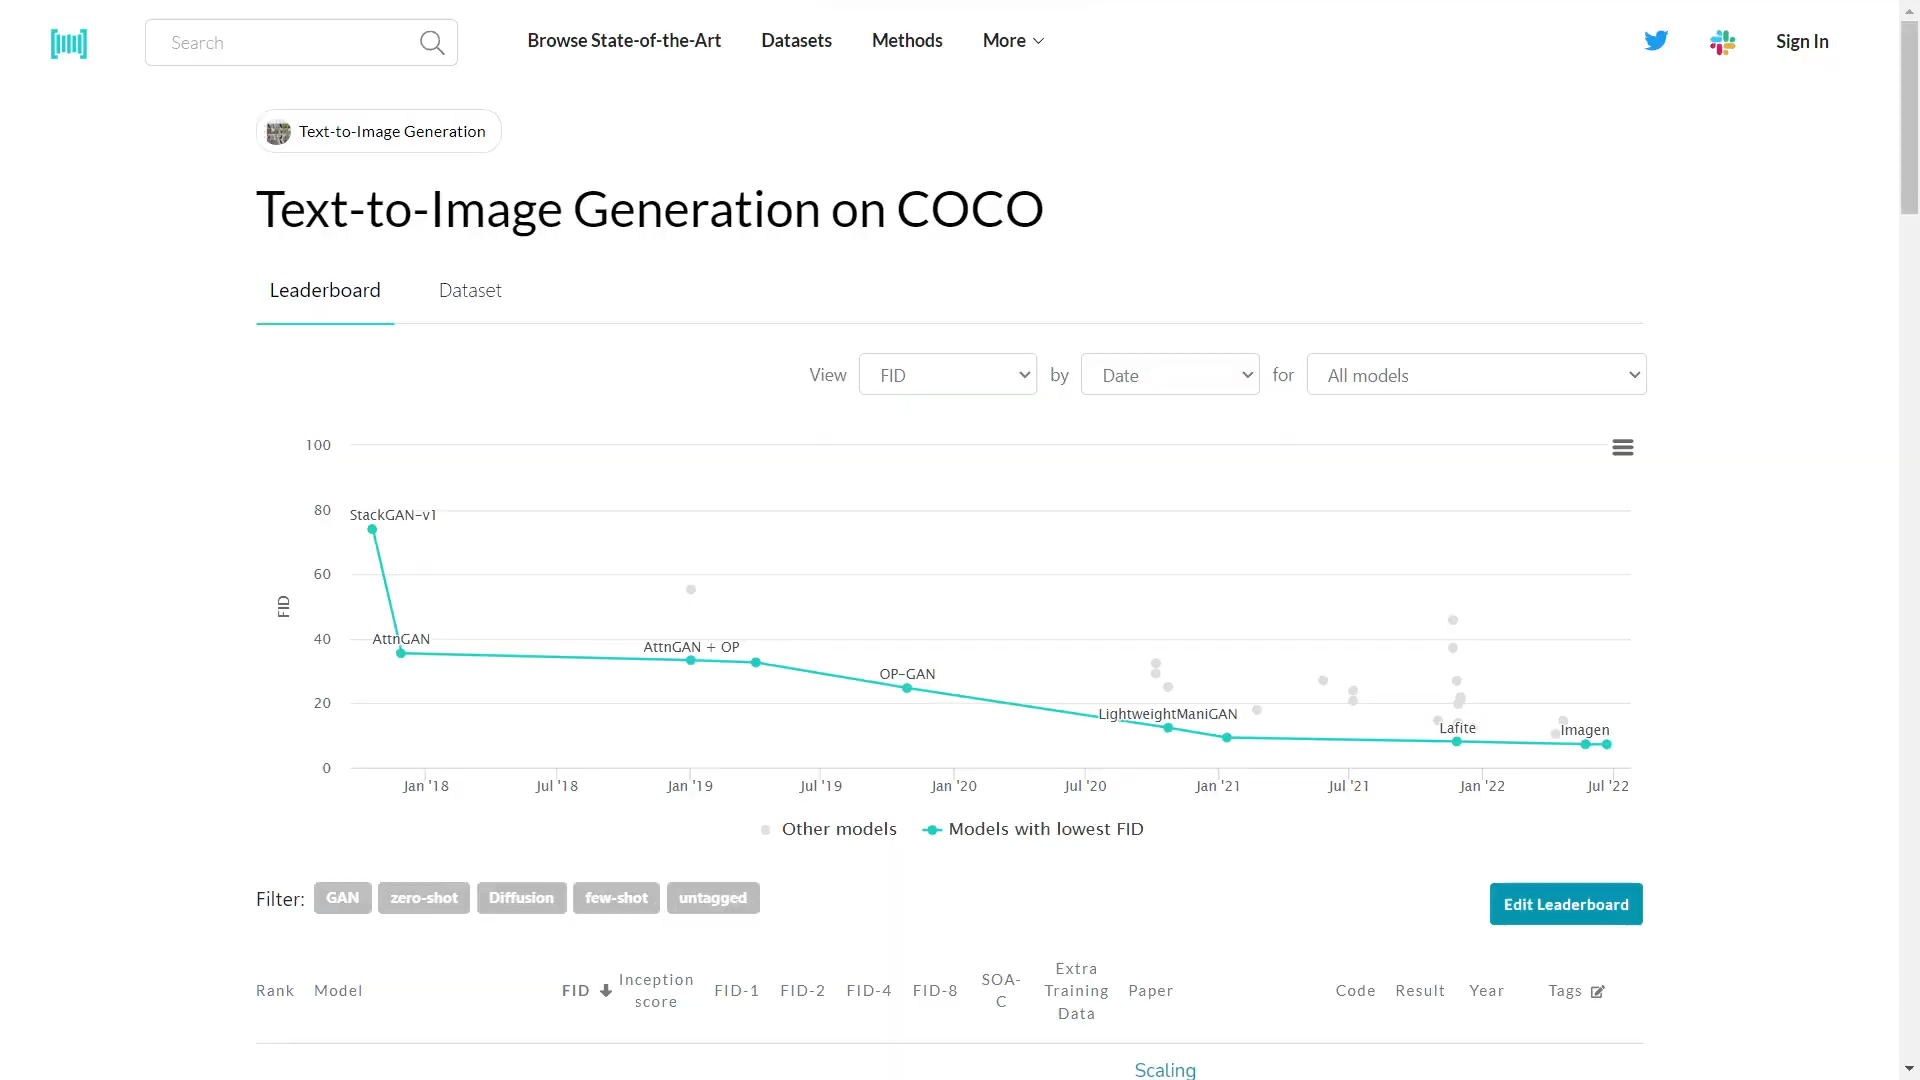 Search
Browse State-of-the-Art
Datasets
Methods
More
Sign In
Text-to-Image Generation
Text-to-Image Generation on COCO
Leaderboard
Dataset
View FID by Date for All models
100
80
60
40
20
0
FID
StackGAN-v1
AttnGAN
AttnGAN + OP
OP-GAN
LightweightManiGAN
Lafite
Imagen
Jan '18
Jul '18
Jan '19
Jul '19
Jan '20
Jul '20
Jan '21
Jul '21
Jan '22
Jul '22
Other models
Models with lowest FID
Filter: GAN zero-shot Diffusion few-shot untagged
Edit Leaderboard
Rank
Model
FID
Inception
score
FID-1
FID-2
FID-4
FID-8
SOA-
C
Extra
Training
Data
Paper
Code
Result
Year
Tags
Scaling